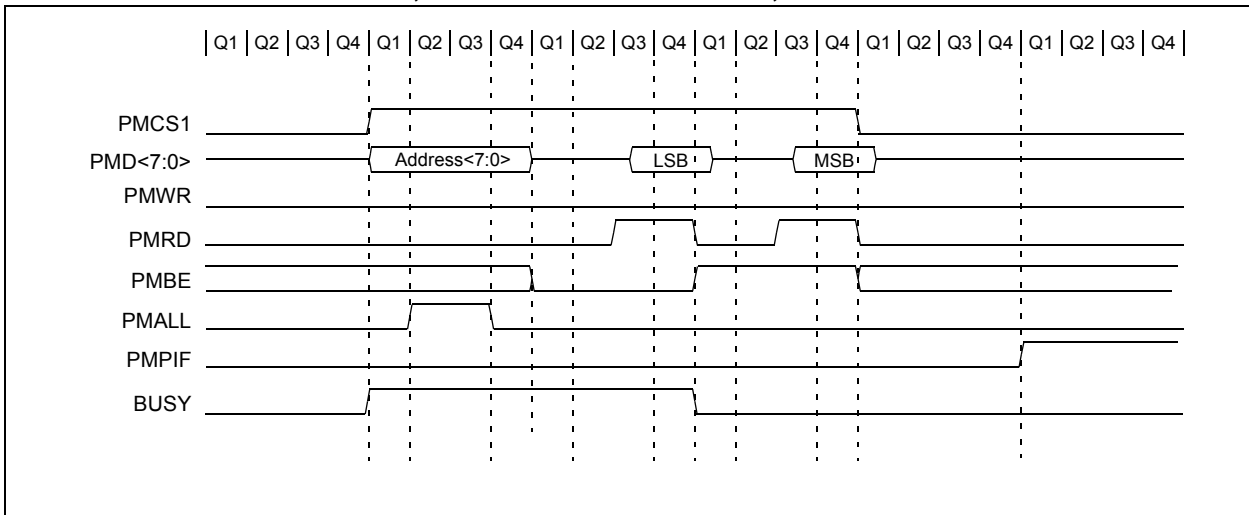 Q1 Q2 Q3 Q4 Q1 Q2 Q3 Q4 Q1 Q2 Q3 Q4 Q1 Q2 Q3 Q4 Q1 Q2 Q3 Q4 Q1 Q2 Q3 Q4
PMCS1
PMD<7:0> Address<7:0> LSB MSB
PMWR
PMRD
PMBE
PMALL
PMPIF
BUSY